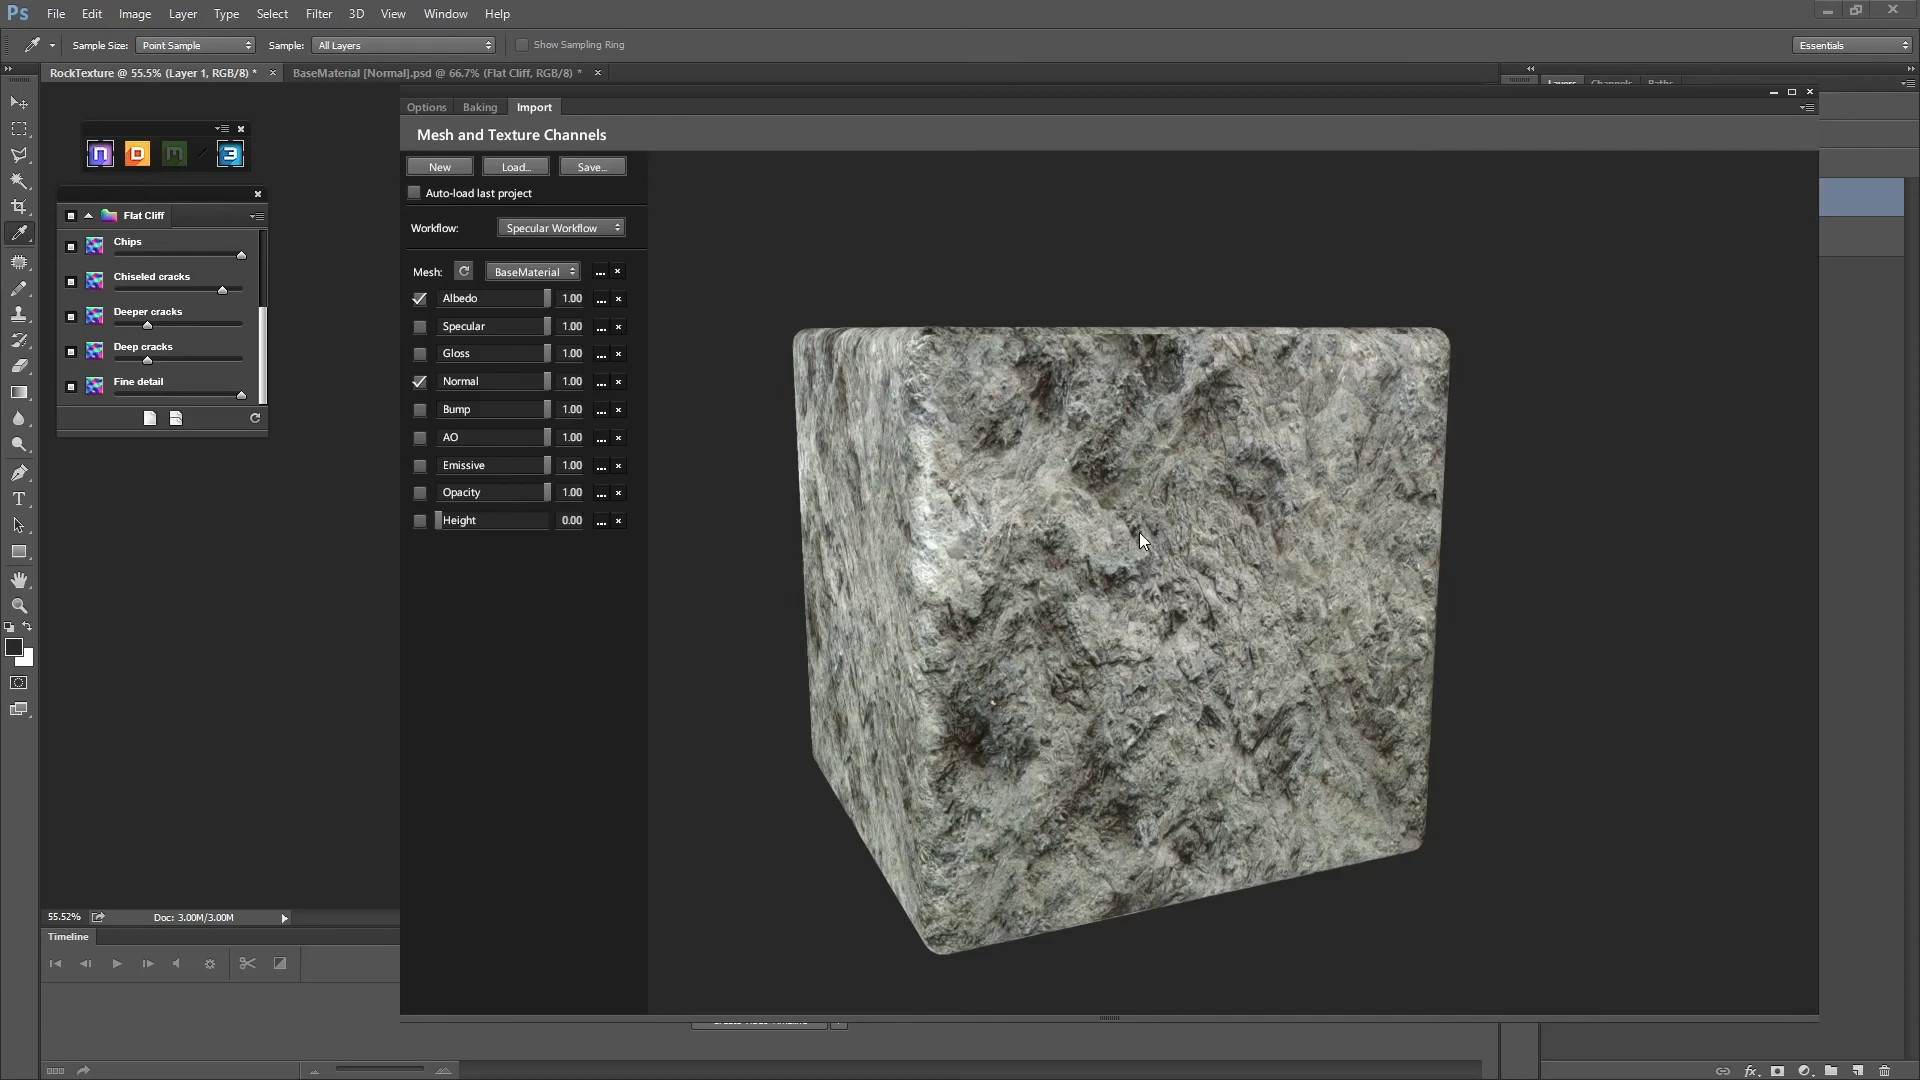 Ps File Edit Image Layer Type Select Filter 3D View Window Help
Sample Size: Point Sample Sample: All Layers Show Sampling Ring Essentials
RockTexture @ 55.5% (Layer 1, RGB/8) * × BaseMaterial [Normal].psd @ 66.7% (Flat Cliff, RGB/8) * ×
Layers Channels Paths
Options Baking Import
Mesh and Texture Channels
New Load... Save...
Auto-load last project
Workflow: Specular Workflow
Mesh: BaseMaterial ... ×
Albedo 1.00 ... ×
Specular 1.00 ... ×
Gloss 1.00 ... ×
Normal 1.00 ... ×
Bump 1.00 ... ×
AO 1.00 ... ×
Emissive 1.00 ... ×
Opacity 1.00 ... ×
Height 0.00 ... ×
n D m 3
Flat Cliff
Chips
Chiseled cracks
Deeper cracks
Deep cracks
Fine detail
T
55.52% Doc: 3.00M/3.00M
Timeline
fx